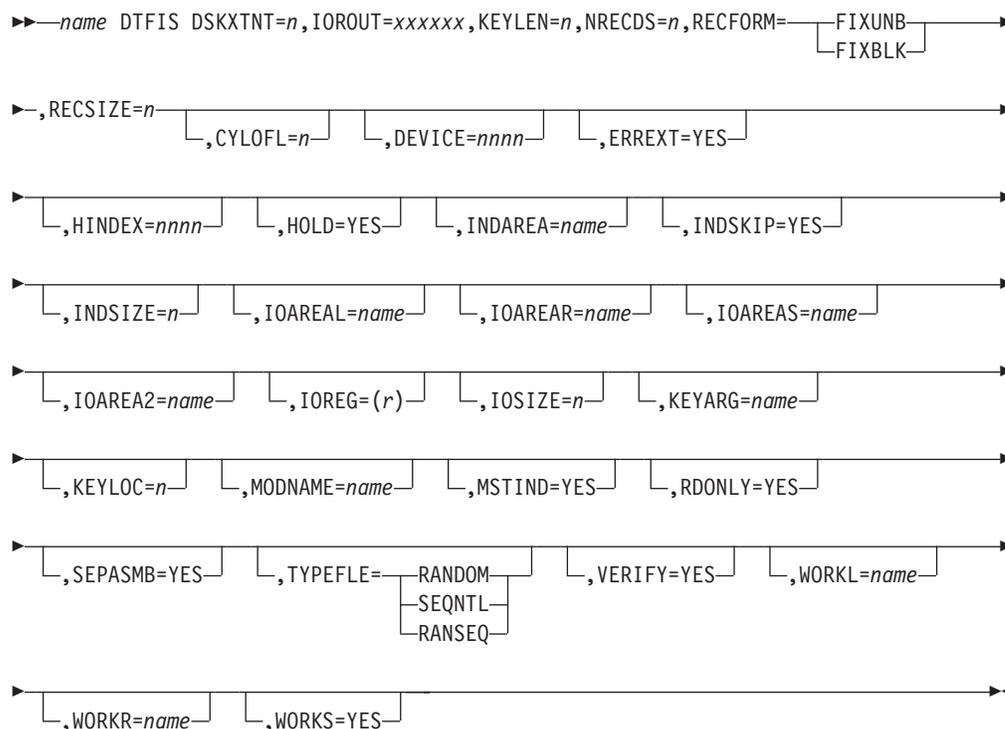 name DTFIS DSKXTNT=n,IOROUT=xxxxxx,KEYLEN=n,NRECDS=n,RECFORM= FIXUNB
FIXBLK
,RECSIZE=n
,CYLOFL=n ,DEVICE=nnnn ,ERREXT=YES
,HINDEX=nnnn ,HOLD=YES ,INDAREA=name ,INDSKIP=YES
,INDSIZE=n ,IOAREAL=name ,IOAREAR=name ,IOAREAS=name
,IOAREA2=name ,IOREG=(r) ,IOSIZE=n ,KEYARG=name
,KEYLOC=n ,MODNAME=name ,MSTIND=YES ,RDONLY=YES
,SEPASMB=YES ,TYPEFLE= RANDOM ,VERIFY=YES ,WORKL=name
SEQNTL
RANSEQ
,WORKR=name ,WORKS=YES